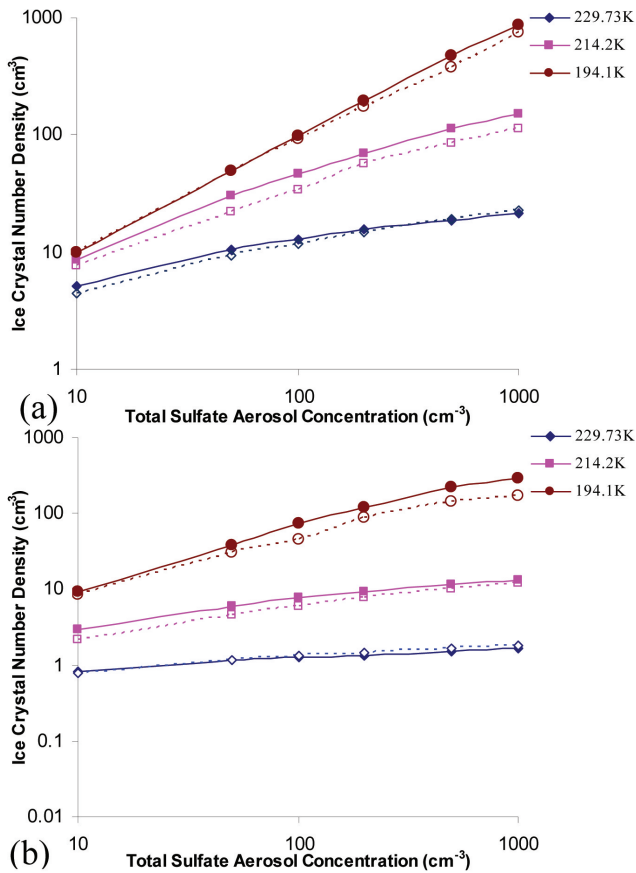 1000
100
10
1
Ice Crystal Number Density (cm³)
229.73K
214.2K
194.1K
10 100 1000
(a)
Total Sulfate Aerosol Concentration (cm⁻³)
1000
100
10
1
0.1
0.01
Ice Crystal Number Density (cm³)
229.73K
214.2K
194.1K
10 100 1000
(b)
Total Sulfate Aerosol Concentration (cm⁻³)